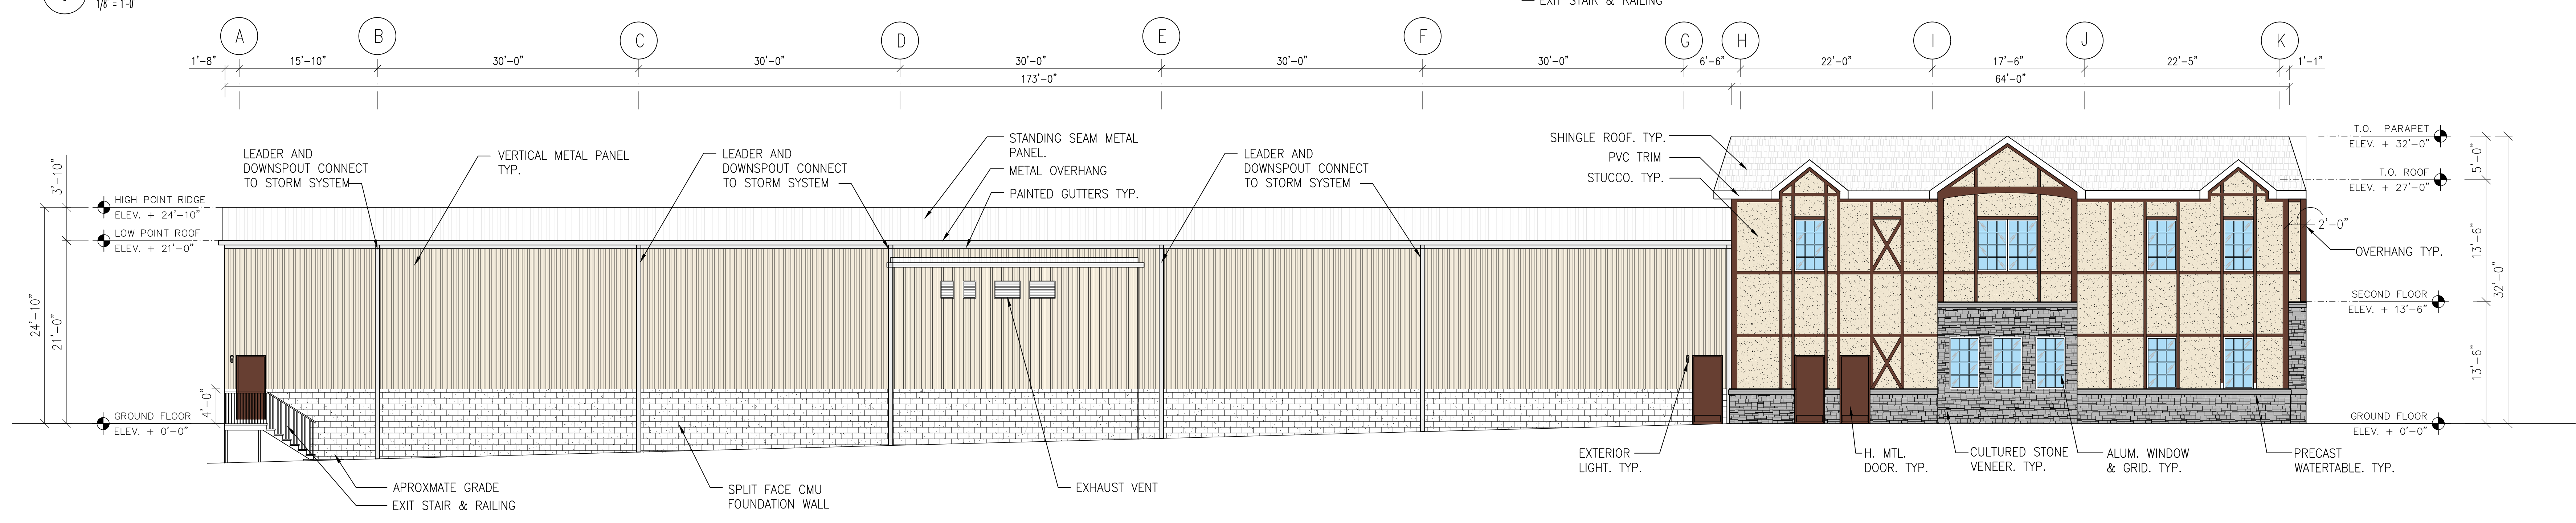 1/8" = 1'-0"
EXIT STAIR & RAILING
A
B
C
D
E
F
G
H
I
J
K
1'-8"
15'-10"
30'-0"
30'-0"
30'-0"
30'-0"
30'-0"
6'-6"
22'-0"
17'-6"
22'-5"
1'-1"
173'-0"
64'-0"
LEADER AND
DOWNSPOUT CONNECT
TO STORM SYSTEM
VERTICAL METAL PANEL
TYP.
LEADER AND
DOWNSPOUT CONNECT
TO STORM SYSTEM
STANDING SEAM METAL
PANEL.
METAL OVERHANG
PAINTED GUTTERS TYP.
LEADER AND
DOWNSPOUT CONNECT
TO STORM SYSTEM
SHINGLE ROOF. TYP.
PVC TRIM
STUCCO. TYP.
T.O. PARAPET
ELEV. + 32'-0"
T.O. ROOF
ELEV. + 27'-0"
2'-0"
OVERHANG TYP.
SECOND FLOOR
ELEV. + 13'-6"
GROUND FLOOR
ELEV. + 0'-0"
5'-0"
13'-6"
13'-6"
32'-0"
3'-10"
HIGH POINT RIDGE
ELEV. + 24'-10"
LOW POINT ROOF
ELEV. + 21'-0"
24'-10"
21'-0"
4'-0"
GROUND FLOOR
ELEV. + 0'-0"
APROXMATE GRADE
EXIT STAIR & RAILING
SPLIT FACE CMU
FOUNDATION WALL
EXHAUST VENT
EXTERIOR
LIGHT. TYP.
H. MTL.
DOOR. TYP.
CULTURED STONE
VENEER. TYP.
ALUM. WINDOW
& GRID. TYP.
PRECAST
WATERTABLE. TYP.